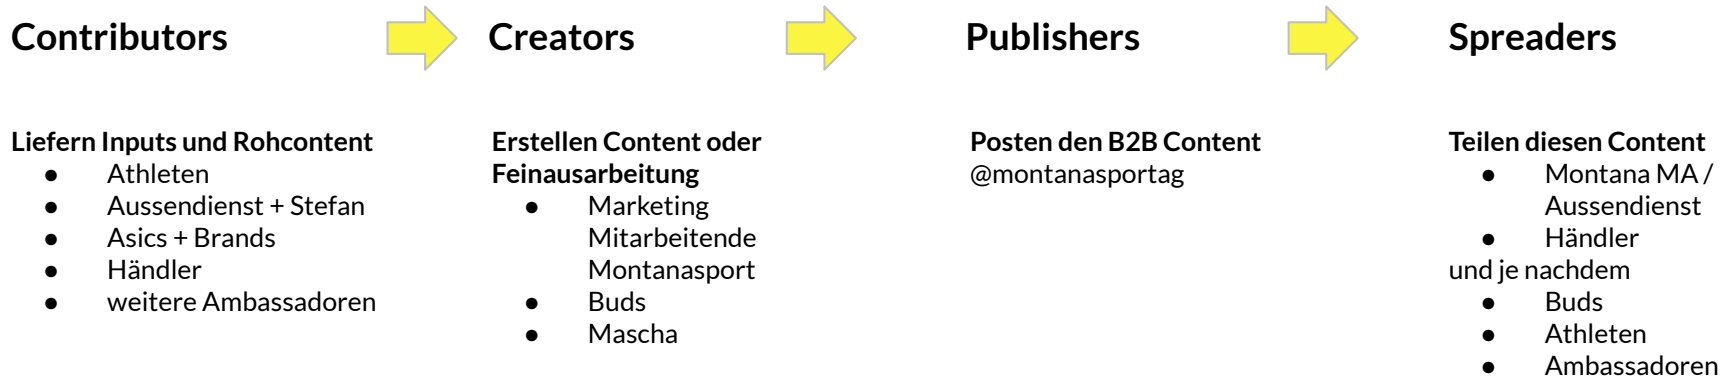 Contributors
Creators
Publishers
Spreaders
Liefern Inputs und Rohcontent
● Athleten
● Aussendienst + Stefan
● Asics + Brands
● Händler
● weitere Ambassadoren
Erstellen Content oder
Feinausarbeitung
● Marketing
Mitarbeitende
Montanasport
● Buds
● Mascha
Posten den B2B Content
@montanasportag
Teilen diesen Content
● Montana MA /
Aussendienst
● Händler
und je nachdem
● Buds
● Athleten
● Ambassadoren